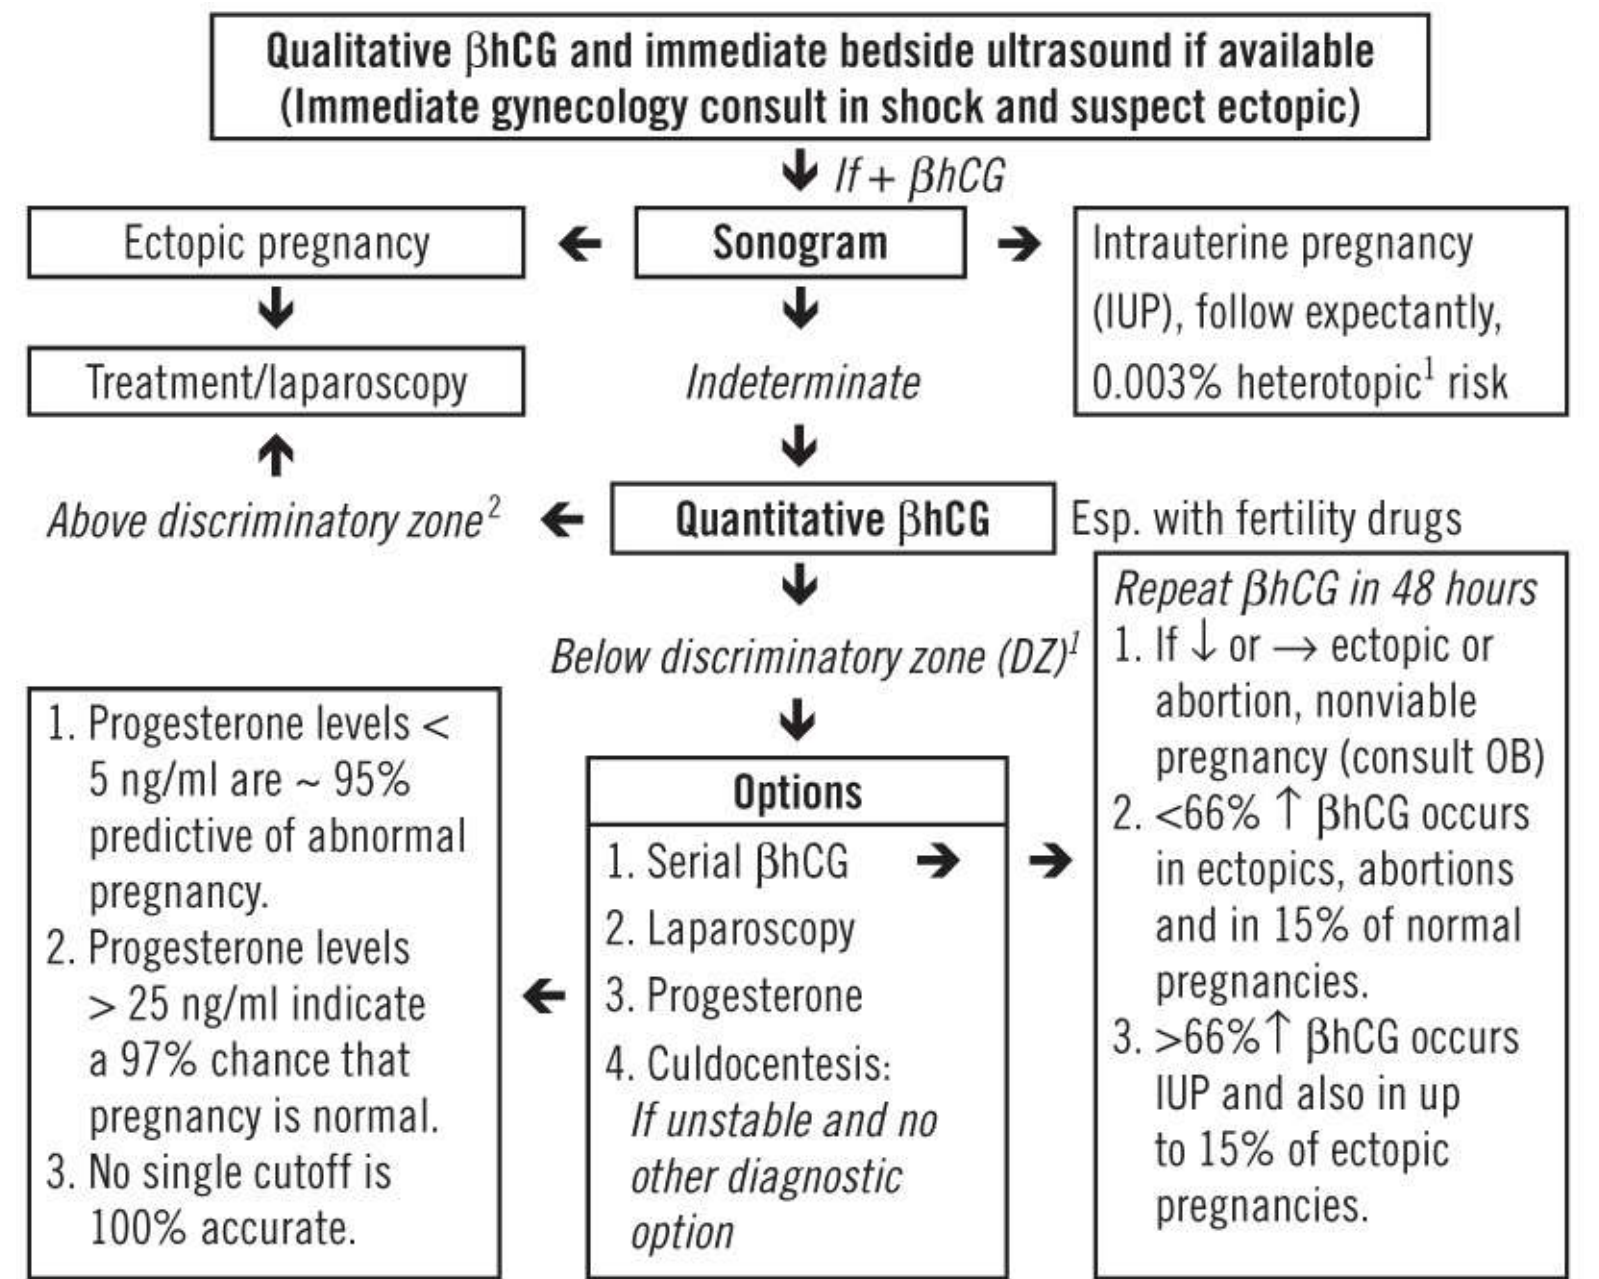 Qualitative βhCG and immediate bedside ultrasound if available
(Immediate gynecology consult in shock and suspect ectopic)
If + βhCG
Ectopic pregnancy
Sonogram
Intrauterine pregnancy
(IUP), follow expectantly,
0.003% heterotopic¹ risk
Treatment/laparoscopy
Indeterminate
Above discriminatory zone²
Quantitative βhCG
Esp. with fertility drugs
Below discriminatory zone (DZ)¹
Repeat βhCG in 48 hours
1. If ↓ or → ectopic or
abortion, nonviable
pregnancy (consult OB)
2. <66% ↑ βhCG occurs
in ectopics, abortions
and in 15% of normal
pregnancies.
3. >66%↑ βhCG occurs
IUP and also in up
to 15% of ectopic
pregnancies.
Options
1. Serial βhCG
2. Laparoscopy
3. Progesterone
4. Culdocentesis:
If unstable and no
other diagnostic
option
1. Progesterone levels <
5 ng/ml are ~ 95%
predictive of abnormal
pregnancy.
2. Progesterone levels
> 25 ng/ml indicate
a 97% chance that
pregnancy is normal.
3. No single cutoff is
100% accurate.